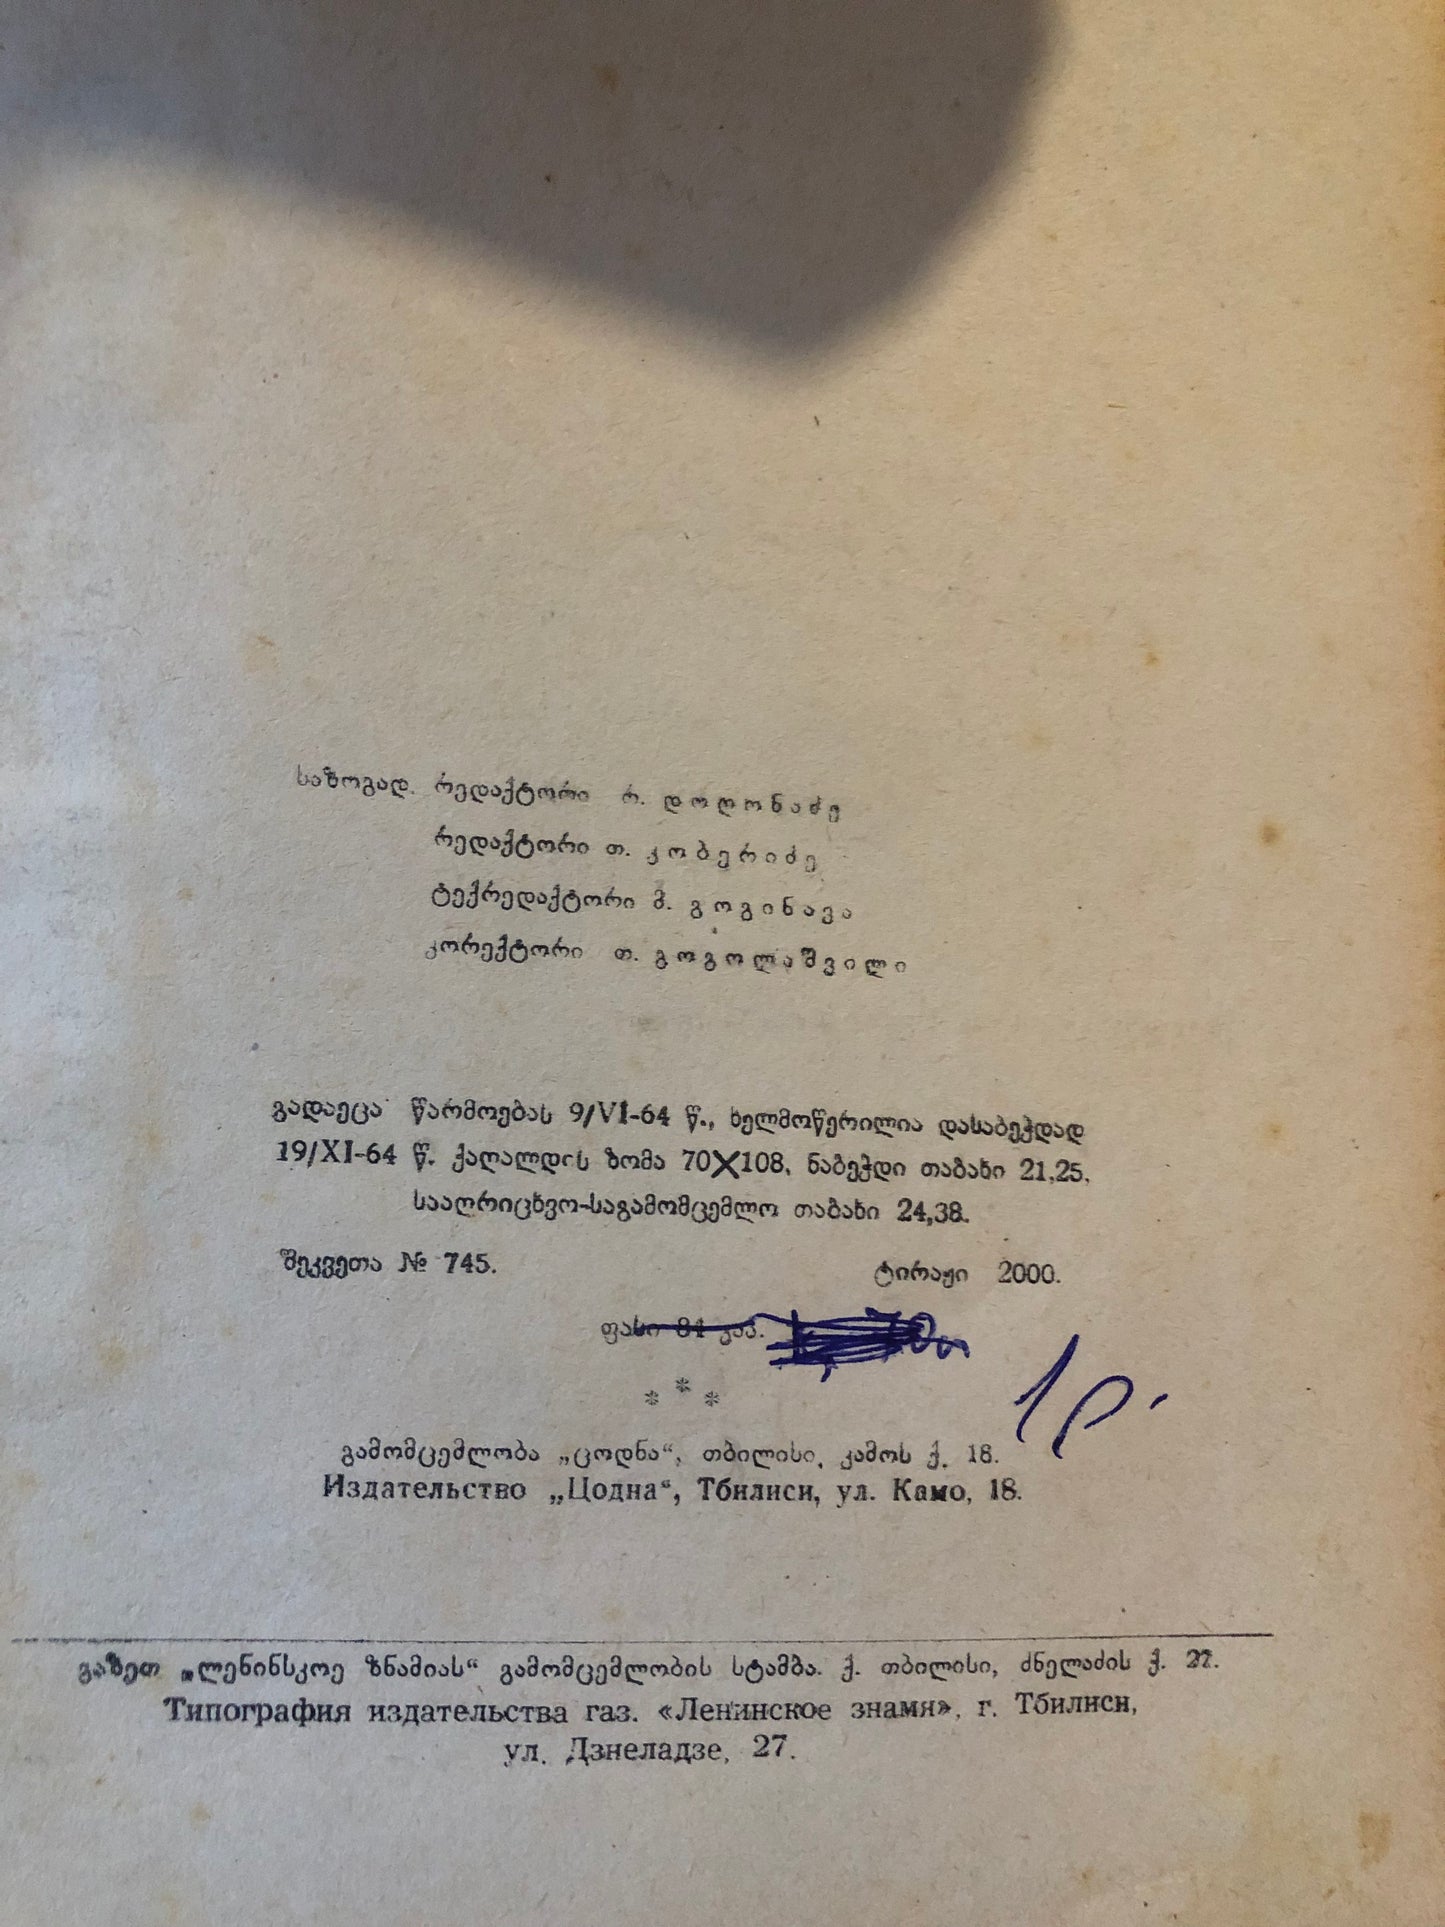 საზოგად. რედაქტორი რ. დოღონაძე
რედაქტორი თ. კობერიძე
ტექრედაქტორი მ. გოგინავა
კორექტორი თ. გოგოლაშვილი
გადაეცა წარმოებას 9/VI-64 წ., ხელმოწერილია დასაბეჭდად
19/XI-64 წ. ქაღალდის ზომა 70X108, ნაბეჭდი თაბახი 21,25,
სააღრიცხვო-საგამომცემლო თაბახი 24,38.
შეკვეთა № 745. ტირაჟი 2000.
ფასი 84 კაპ.
* * *
1р.
გამომცემლობა „ცოდნა“, თბილისი, კამოს ქ. 18.
Издательство „Цодна“, Тбилиси, ул. Камо, 18.
გაზეთ „ლენინსკოე ზნამიას“ გამომცემლობის სტამბა. ქ. თბილისი, ძნელაძის ქ. 27.
Типография издательства газ. «Ленинское знамя», г. Тбилиси,
ул. Дзнеладзе, 27.